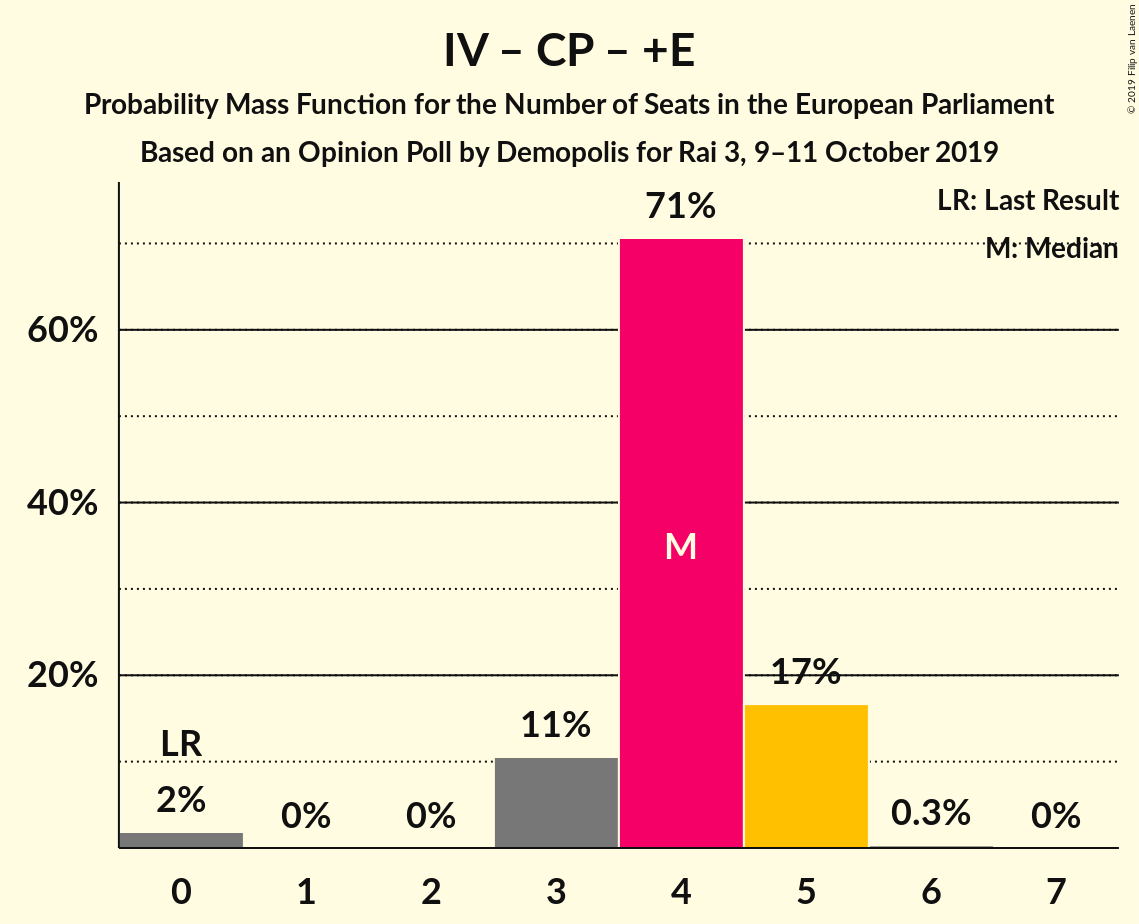 IV – CP – +E
Probability Mass Function for the Number of Seats in the European Parliament
Based on an Opinion Poll by Demopolis for Rai 3, 9–11 October 2019
© 2019 Filip van Laenen
LR: Last Result
M: Median
60%
40%
20%
LR
2%
0%
0%
11%
71%
M
17%
0.3%
0%
0
1
2
3
4
5
6
7